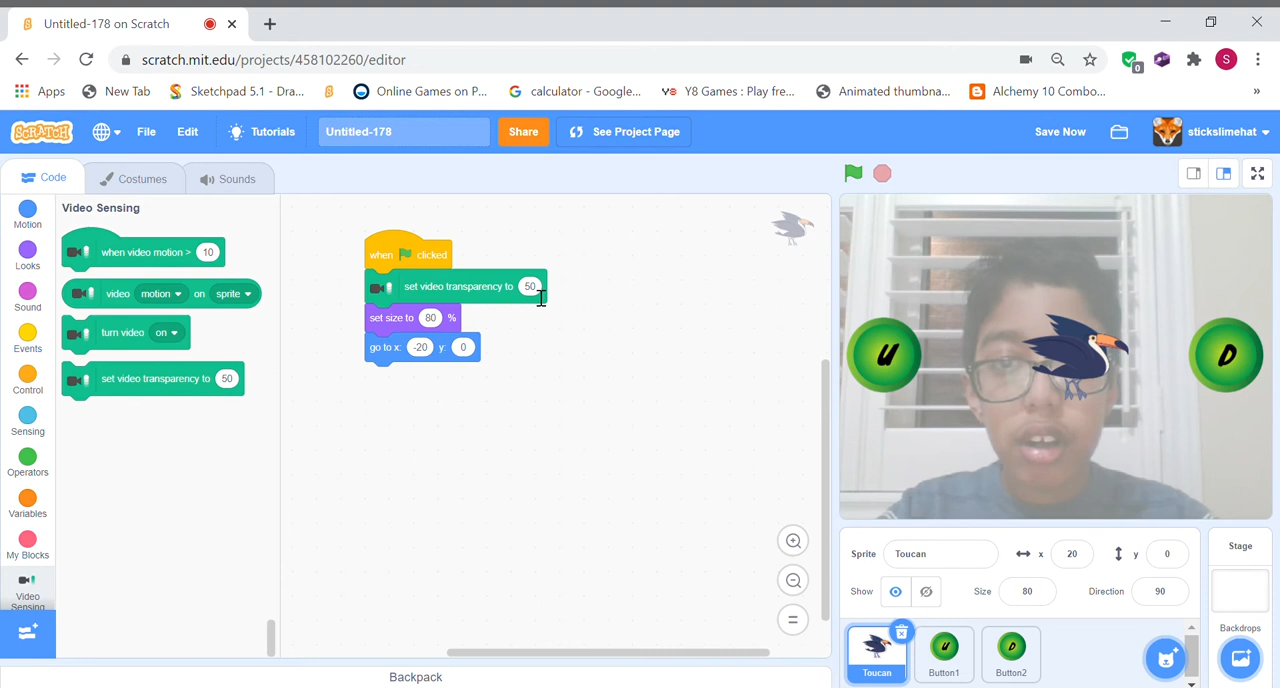 Untitled-178 on Scratch
scratch.mit.edu/projects/458102260/editor
0
S
Apps New Tab Sketchpad 5.1 - Dra... Online Games on P... calculator - Google... Y8 Games : Play fre... Animated thumbna... Alchemy 10 Combo... »
SCRATCH File Edit Tutorials Untitled-178 Share See Project Page Save Now stickslimehat
Code Costumes Sounds
Motion
Looks
Sound
Events
Control
Sensing
Operators
Variables
My Blocks
Video
Sensing
Video Sensing
when video motion > 10
video motion on sprite
turn video on
set video transparency to 50
when clicked
set video transparency to 50
set size to 80 %
go to x: -20 y: 0
U
D
Sprite Toucan x 20 y 0
Show Size 80 Direction 90
U
D
Toucan Button1 Button2
Stage
Backdrops
Backpack